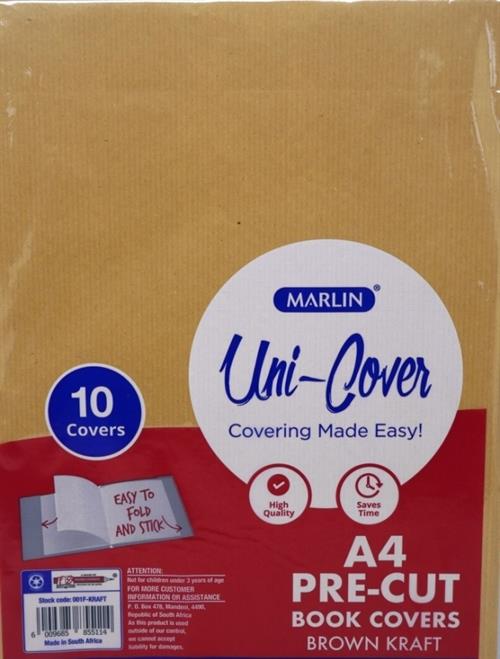 MARLIN®
Uni-Cover
Covering Made Easy!
10
Covers
High
Quality
Saves
Time
EASY TO
FOLD
AND STICK
A4
PRE-CUT
BOOK COVERS
BROWN KRAFT
Stock code: 001F-KRAFT
6 009685 855114
Made in South Africa
ATTENTION:
Not for children under 3 years of age
FOR MORE CUSTOMER
INFORMATION OR ASSISTANCE
P. O. Box 478, Mandeni, 4490,
Republic of South Africa
As this product is used
outside of our control,
we cannot accept
liability for damages.